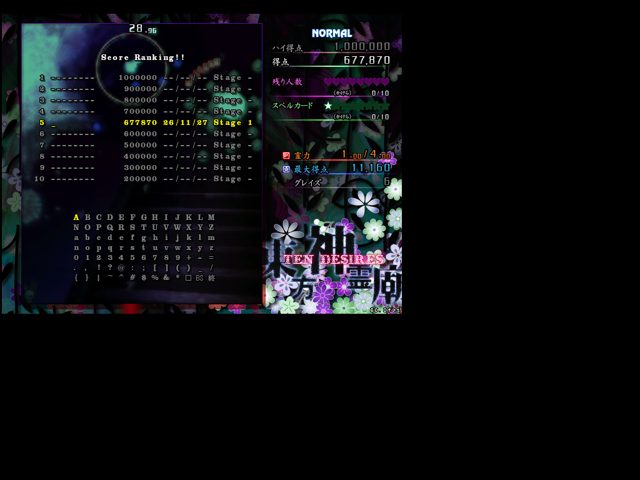 28.96
Score Ranking!!
1 -------- 1000000 --/--/-- Stage -
2 -------- 900000 --/--/-- Stage -
3 -------- 800000 --/--/-- Stage -
4 -------- 700000 --/--/-- Stage -
5 _ 677870 26/11/27 Stage 1
6 -------- 600000 --/--/-- Stage -
7 -------- 500000 --/--/-- Stage -
8 -------- 400000 --/--/-- Stage -
9 -------- 300000 --/--/-- Stage -
10 -------- 200000 --/--/-- Stage -
A B C D E F G H I J K L M
N O P Q R S T U V W X Y Z
a b c d e f g h i j k l m
n o p q r s t u v w x y z
0 1 2 3 4 5 6 7 8 9 + - =
. , ! ? @ : ; [ ] ( ) _ /
{ } | ~ ^ # $ % & * □ BS 終
NORMAL
ハイ得点 1,000,000
得点 677,870
残り人数
0/10
スペルカード ★
0/10
霊力 1.00/4.00
最大得点 11,160
グレイズ 6
東方神霊廟
TEN DESIRES